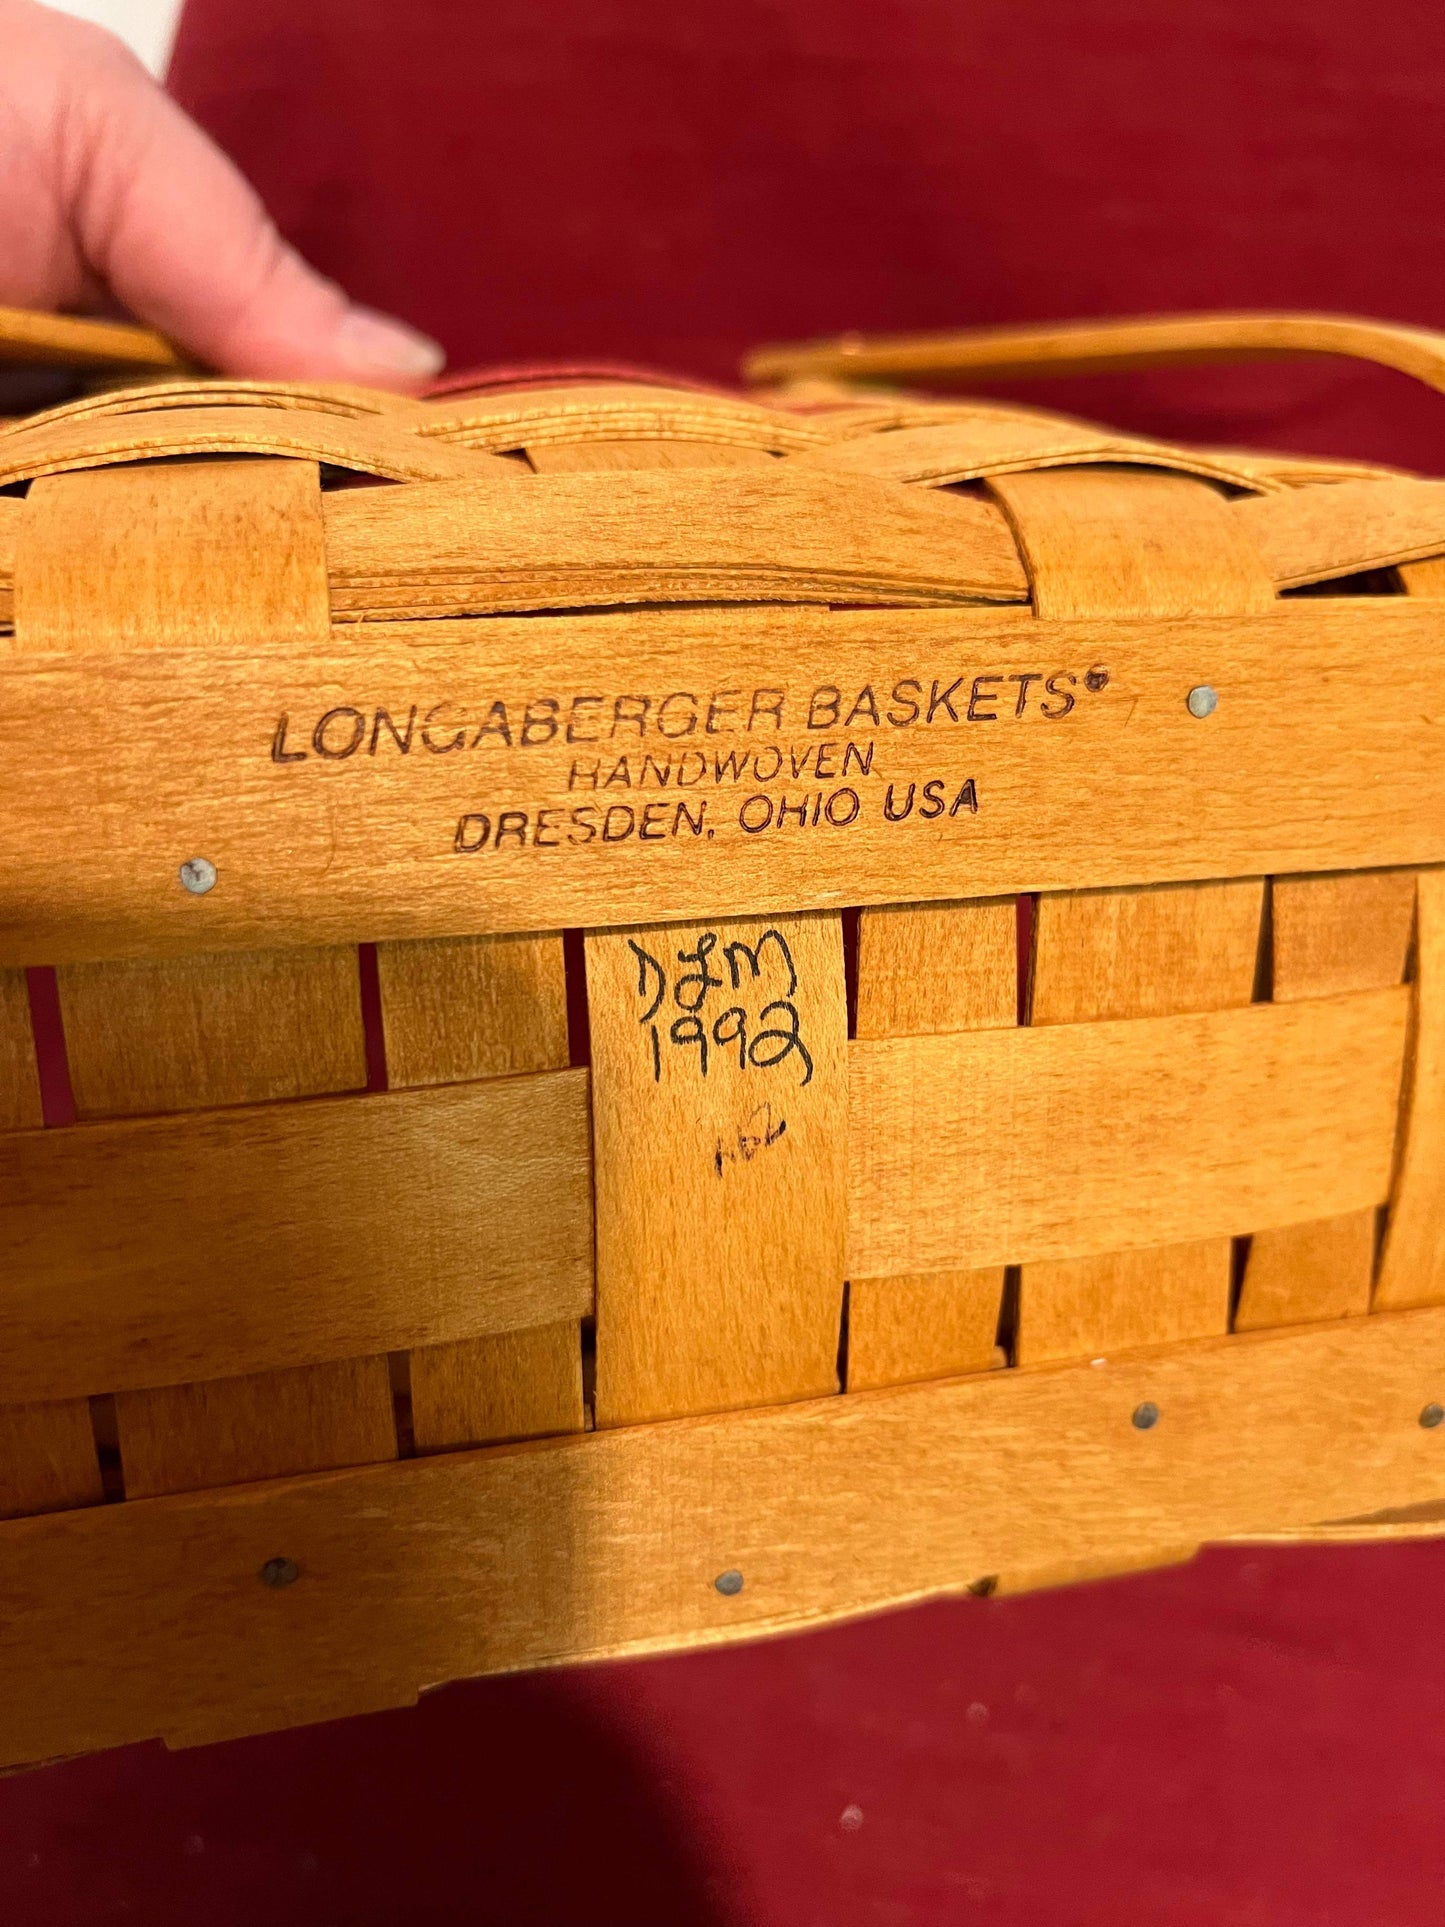 LONGABERGER BASKETS®
HANDWOVEN
DRESDEN, OHIO USA
DLM
1992